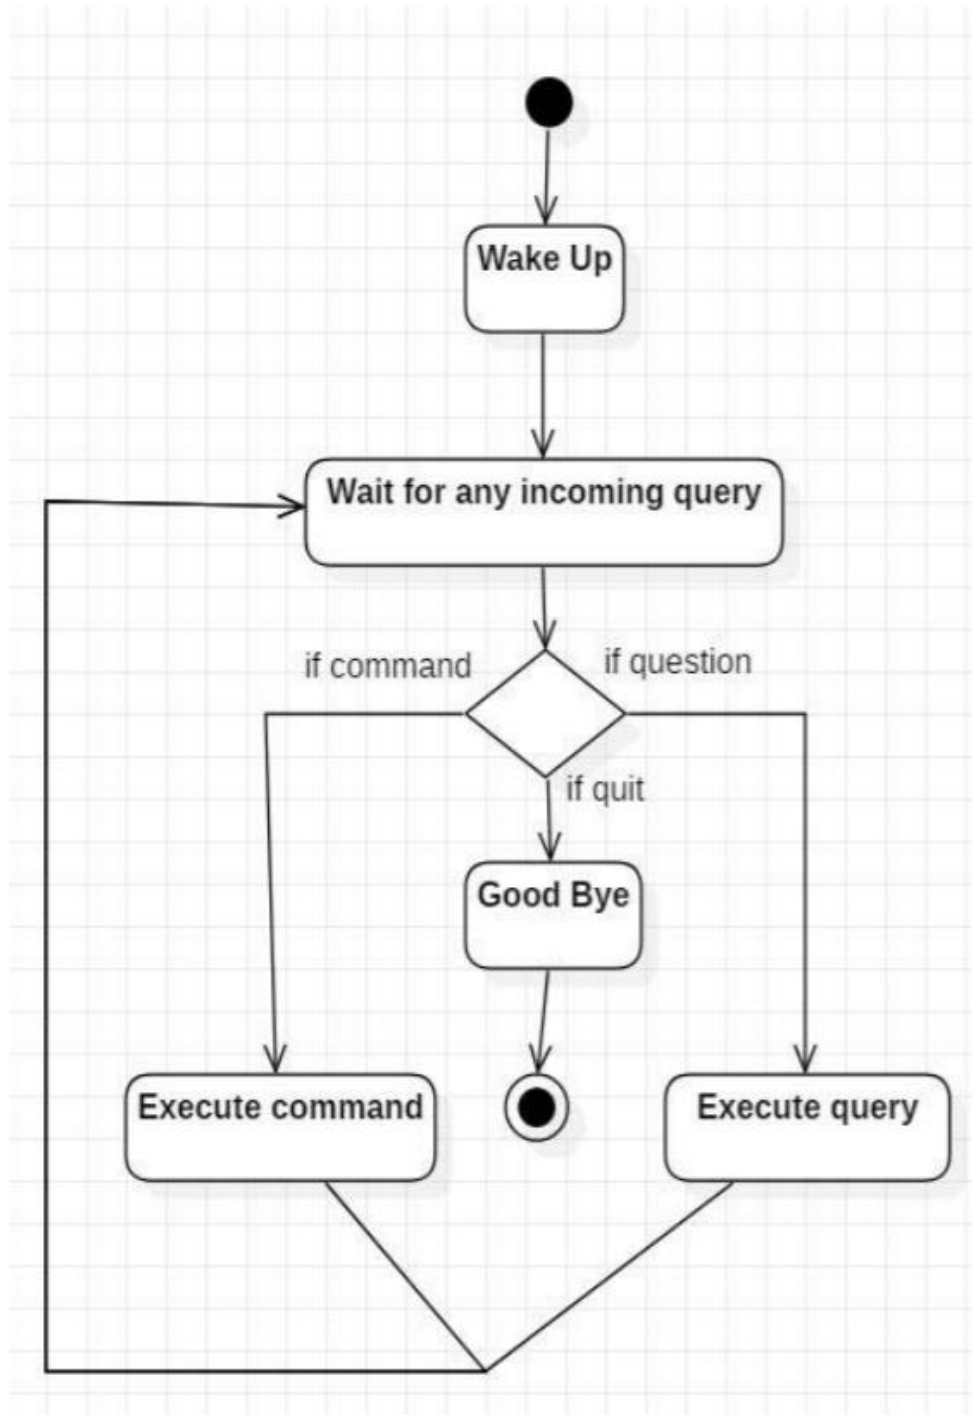 Wake Up
Wait for any incoming query
if command
if question
if quit
Good Bye
Execute command
Execute query